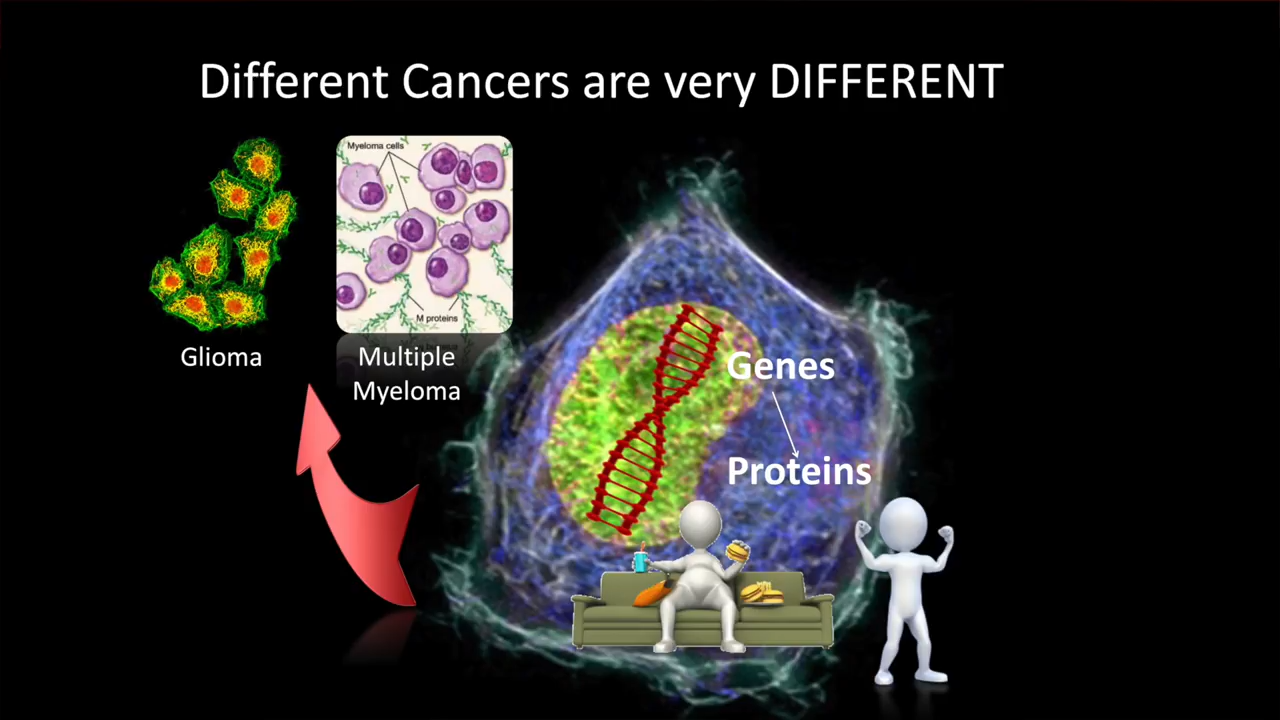 Different Cancers are very DIFFERENT
Myeloma cells
M proteins
Glioma
Multiple
Myeloma
Genes
Proteins